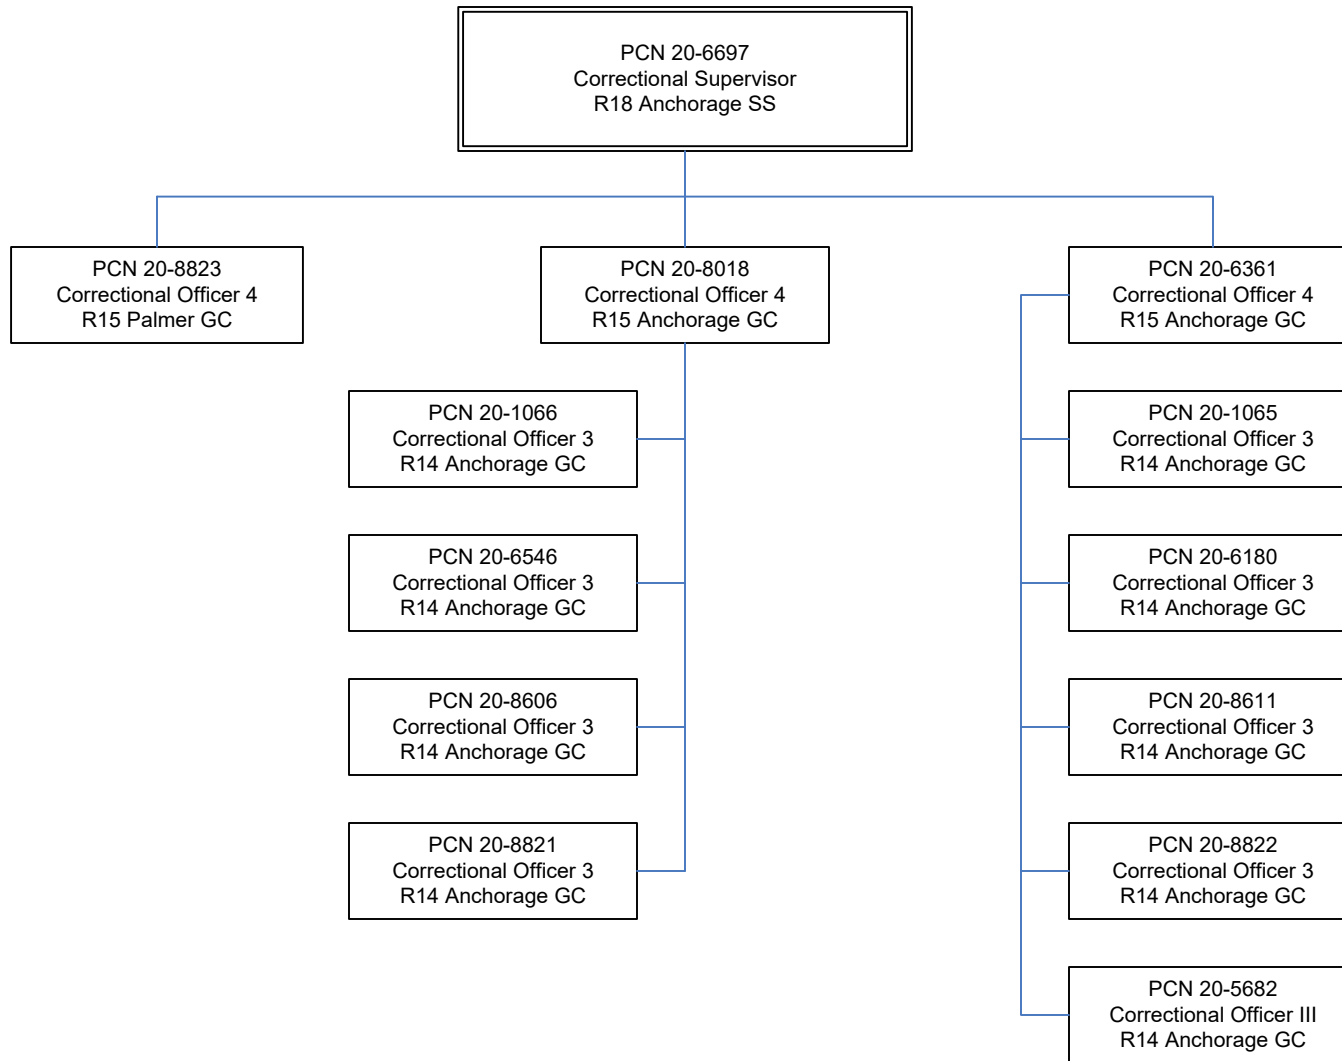 PCN 20-6697
Correctional Supervisor
R18 Anchorage SS
PCN 20-8823
Correctional Officer 4
R15 Palmer GC
PCN 20-8018
Correctional Officer 4
R15 Anchorage GC
PCN 20-6361
Correctional Officer 4
R15 Anchorage GC
PCN 20-1066
Correctional Officer 3
R14 Anchorage GC
PCN 20-1065
Correctional Officer 3
R14 Anchorage GC
PCN 20-6546
Correctional Officer 3
R14 Anchorage GC
PCN 20-6180
Correctional Officer 3
R14 Anchorage GC
PCN 20-8606
Correctional Officer 3
R14 Anchorage GC
PCN 20-8611
Correctional Officer 3
R14 Anchorage GC
PCN 20-8821
Correctional Officer 3
R14 Anchorage GC
PCN 20-8822
Correctional Officer 3
R14 Anchorage GC
PCN 20-5682
Correctional Officer III
R14 Anchorage GC